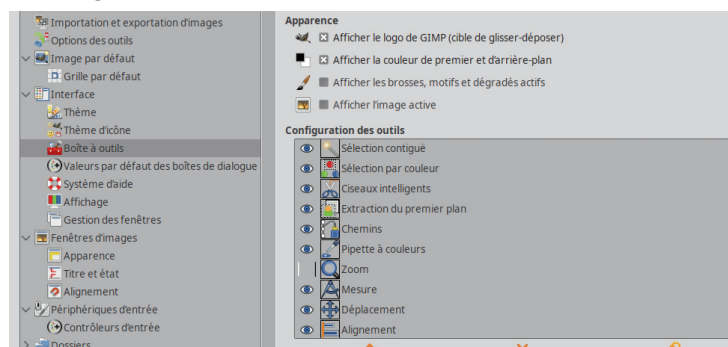 Importation et exportation d'images
Options des outils
Image par défaut
Grille par défaut
Interface
Thème
Thème d'icône
Boîte à outils
Valeurs par défaut des boîtes de dialogue
Système d'aide
Affichage
Gestion des fenêtres
Fenêtres d'images
Apparence
Titre et état
Alignement
Périphériques d'entrée
Contrôleurs d'entrée
Dossiers
Apparence
Afficher le logo de GIMP (cible de glisser-déposer)
Afficher la couleur de premier et d'arrière-plan
Afficher les brosses, motifs et dégradés actifs
Afficher l'image active
Configuration des outils
Sélection contiguë
Sélection par couleur
Ciseaux intelligents
Extraction du premier plan
Chemins
Pipette à couleurs
Zoom
Mesure
Déplacement
Alignement